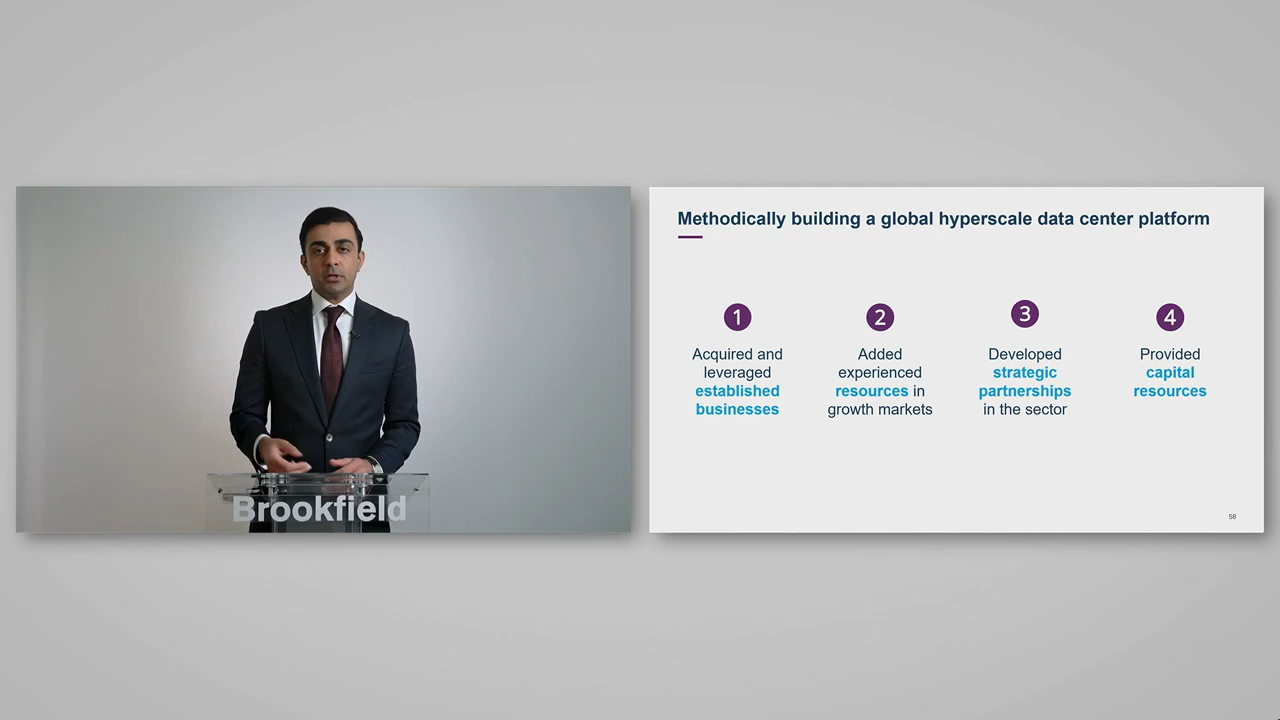 Brookfield
Methodically building a global hyperscale data center platform
1
Acquired and
leveraged
established
businesses
2
Added
experienced
resources in
growth markets
3
Developed
strategic
partnerships
in the sector
4
Provided
capital
resources
58